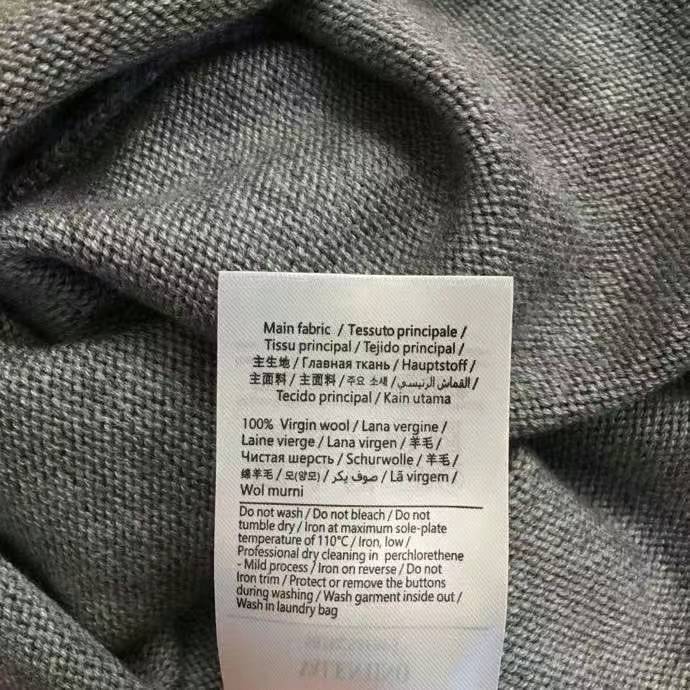 Main fabric / Tessuto principale /
Tissu principal / Tejido principal /
主生地 / Главная ткань / Hauptstoff /
主面料 / 主面料 / 주요 소새 / القماش الرئيسي /
Tecido principal / Kain utama
100% Virgin wool / Lana vergine /
Laine vierge / Lana virgen / 羊毛 /
Чистая шерсть / Schurwolle / 羊毛 /
绵羊毛 / 모(양모) / صوف بكر / Lã virgem /
Wol murni
Do not wash / Do not bleach / Do not
tumble dry / Iron at maximum sole-plate
temperature of 110°C / Iron, low /
Professional dry cleaning in perchlorethene
- Mild process / Iron on reverse / Do not
Iron trim / Protect or remove the buttons
during washing / Wash garment inside out /
Wash in laundry bag
VALENTINO